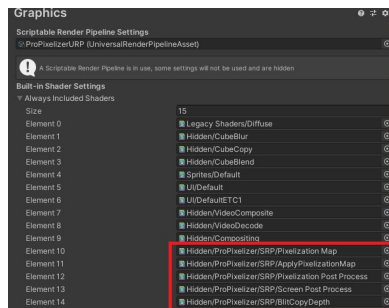 Graphics
Scriptable Render Pipeline Settings
ProPixelizerURP (UniversalRenderPipelineAsset)
A Scriptable Render Pipeline is in use, some settings will not be used and are hidden
Built-in Shader Settings
Always Included Shaders
Size 15
Element 0 Legacy Shaders/Diffuse
Element 1 Hidden/CubeBlur
Element 2 Hidden/CubeCopy
Element 3 Hidden/CubeBlend
Element 4 Sprites/Default
Element 5 UI/Default
Element 6 UI/DefaultETC1
Element 7 Hidden/VideoComposite
Element 8 Hidden/VideoDecode
Element 9 Hidden/Compositing
Element 10 Hidden/ProPixelizer/SRP/Pixelization Map
Element 11 Hidden/ProPixelizer/SRP/ApplyPixelizationMap
Element 12 Hidden/ProPixelizer/SRP/Pixelization Post Process
Element 13 Hidden/ProPixelizer/SRP/Screen Post Process
Element 14 Hidden/ProPixelizer/SRP/BlitCopyDepth